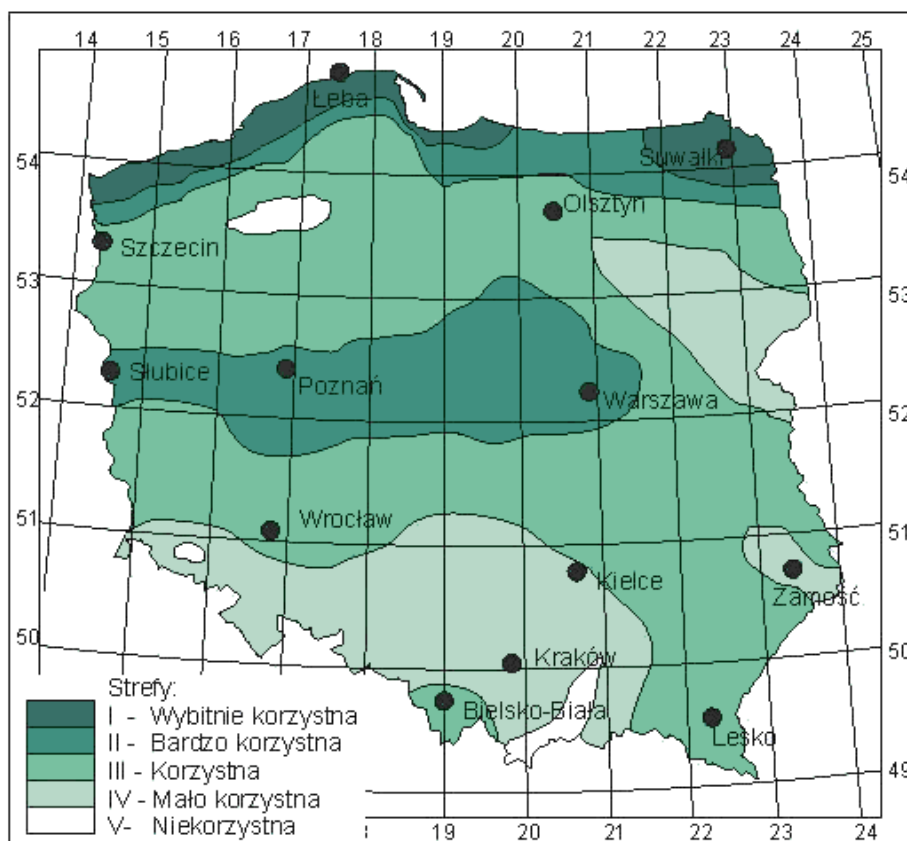 14 15 16 17 18 19 20 21 22 23 25
Łeba
54 Suwałki 54
Olsztyn
Szczecin
53 53
Słubice Poznań
52 Warszawa 52
51 Wrocław 51
Kielce
Zamość
50 Kraków 50
Strefy:
Bielsko-Biała Lesko
I - Wybitnie korzystna
II - Bardzo korzystna
III - Korzystna 49
IV - Mało korzystna
V- Niekorzystna
19 20 21 22 23 24